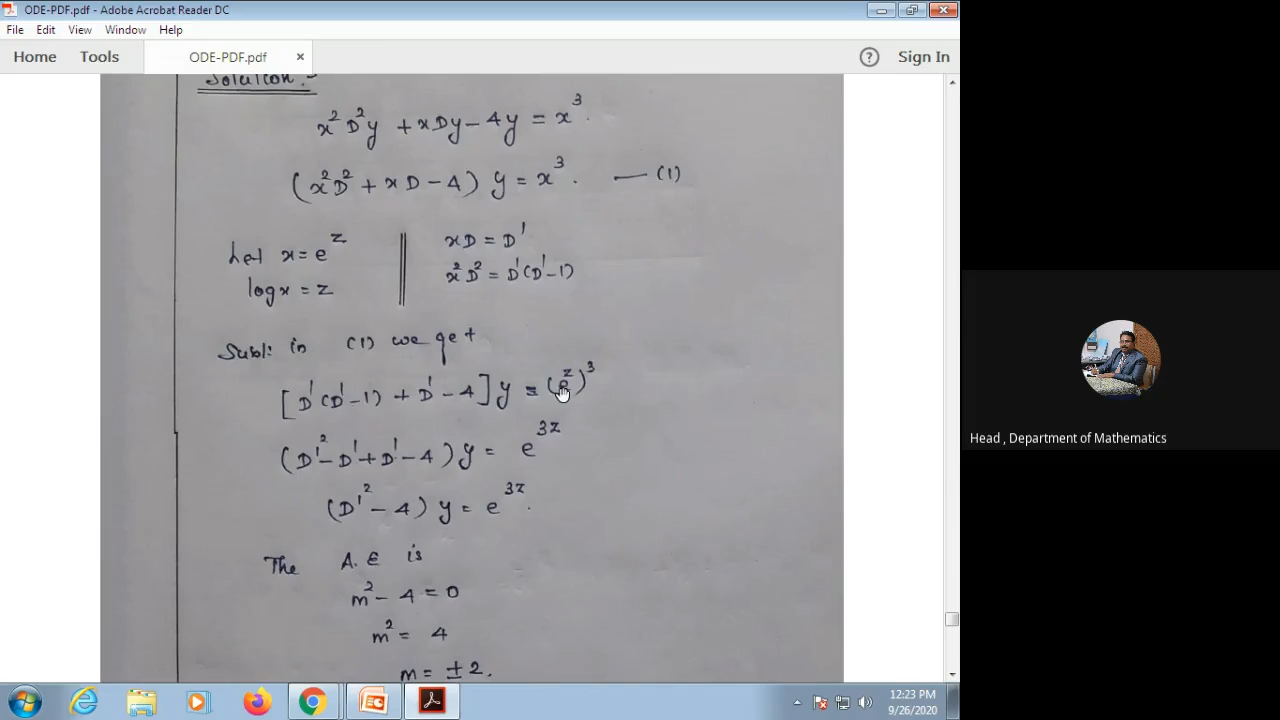 ODE-PDF.pdf - Adobe Acrobat Reader DC
File Edit View Window Help
Home Tools ODE-PDF.pdf × ? Sign In
Solution:-
x²D²y + xDy - 4y = x³.
(x²D² + xD - 4) y = x³. — (1)
Let x = e^z
xD = D'
x²D² = D'(D'-1)
log x = z
Subt: in (1) we get
[D'(D'-1) + D' - 4] y = (e^z)³
(D'² - D' + D' - 4) y = e^3z
(D'² - 4) y = e^3z.
The A.E is
m² - 4 = 0
m² = 4
m = ±2.
Head , Department of Mathematics
12:23 PM
9/26/2020